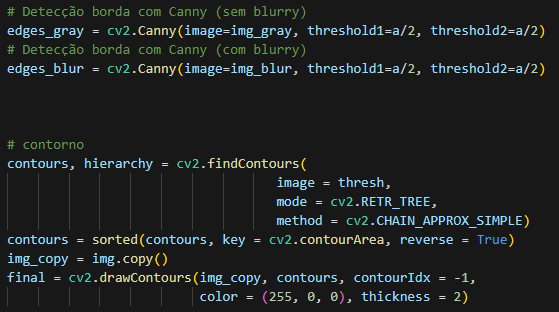 # Detecção borda com Canny (sem blurry)
edges_gray = cv2.Canny(image=img_gray, threshold1=a/2, threshold2=a/2)
# Detecção borda com Canny (com blurry)
edges_blur = cv2.Canny(image=img_blur, threshold1=a/2, threshold2=a/2)
# contorno
contours, hierarchy = cv2.findContours(
image = thresh,
mode = cv2.RETR_TREE,
method = cv2.CHAIN_APPROX_SIMPLE)
contours = sorted(contours, key = cv2.contourArea, reverse = True)
img_copy = img.copy()
final = cv2.drawContours(img_copy, contours, contourIdx = -1,
color = (255, 0, 0), thickness = 2)